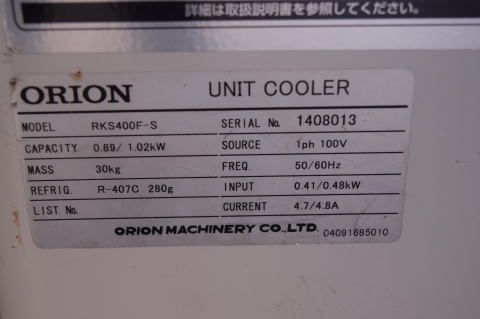 詳細は取扱説明書を参照してください。
ORION UNIT COOLER
MODEL RKS400F-S SERIAL No. 1408013
CAPACITY 0.89/ 1.02kW SOURCE 1ph 100V
MASS 30kg FREQ. 50/60Hz
REFRIG. R-407C 280g INPUT 0.41/0.48kW
LIST No. CURRENT 4.7/4.8A
ORION MACHINERY CO.,LTD. 04091685010